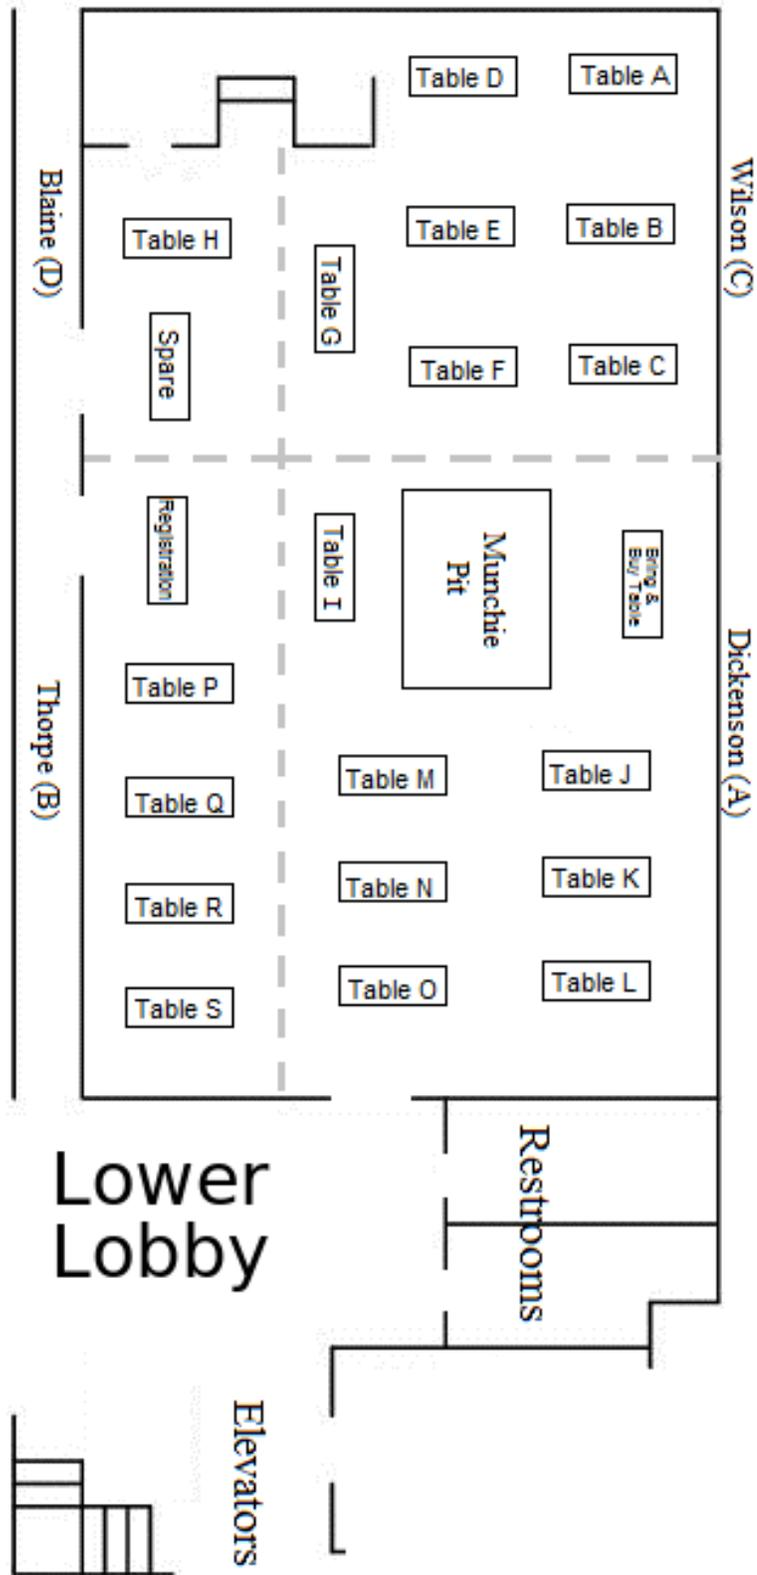 Table D
Table A
Blaine (D)
Wilson (C)
Table H
Table E
Table B
Table G
Spare
Table F
Table C
Registration
Table I
Munchie
Pit
Bring &
Buy Table
Thorpe (B)
Dickenson (A)
Table P
Table M
Table J
Table Q
Table N
Table K
Table R
Table O
Table L
Table S
Lower
Lobby
Restrooms
Elevators